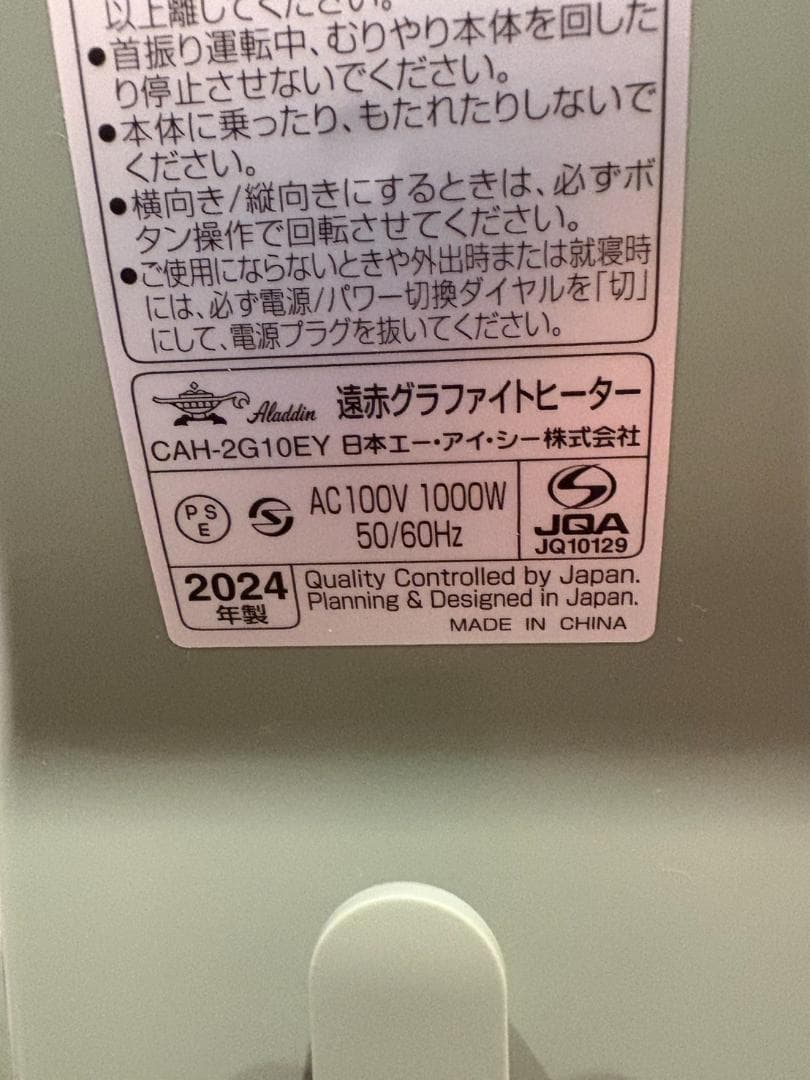 以上離してください。
●首振り運転中、むりやり本体を回した
り停止させないでください。
●本体に乗ったり、もたれたりしないで
ください。
●横向き/縦向きにするときは、必ずボ
タン操作で回転させてください。
●ご使用にならないときや外出時または就寝時
には、必ず電源/パワー切換ダイヤルを「切」
にして、電源プラグを抜いてください。
Aladdin 遠赤グラファイトヒーター
CAH-2G10EY 日本エー・アイ・シー株式会社
PSE AC100V 1000W
50/60Hz
JQA
JQ10129
2024
年製
Quality Controlled by Japan.
Planning & Designed in Japan.
MADE IN CHINA